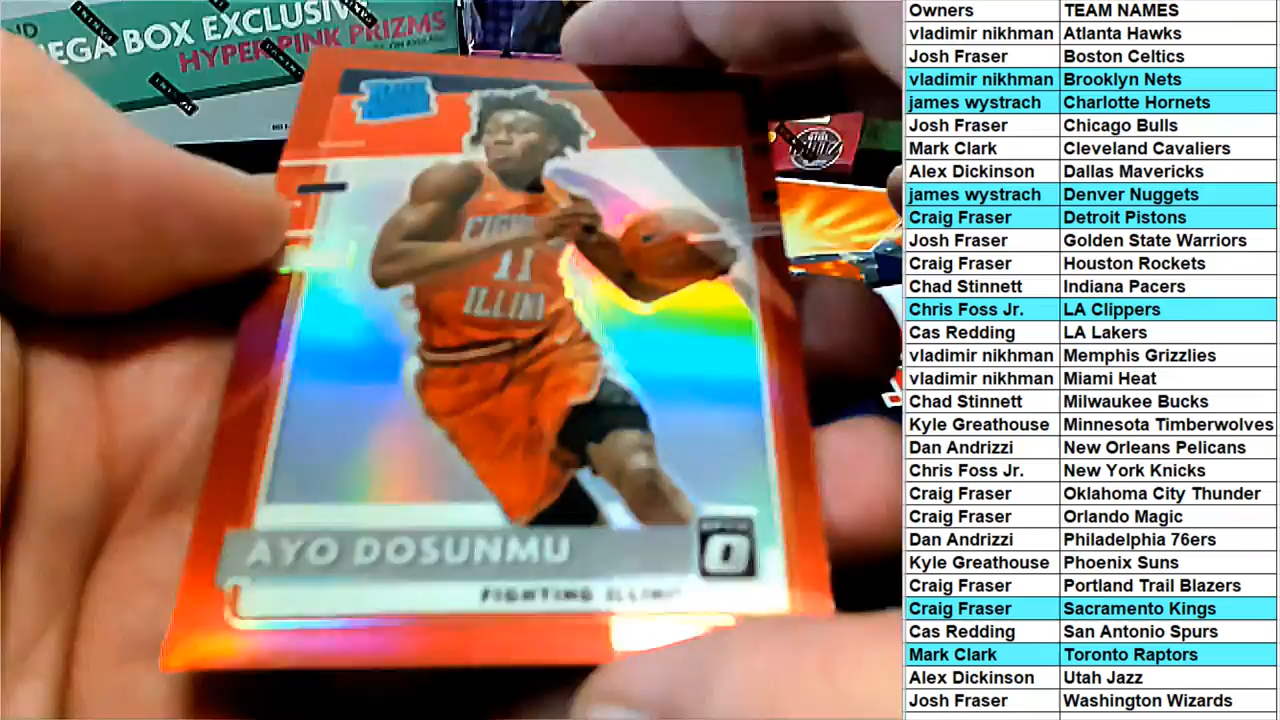 MEGA BOX EXCLUSIVE
HYPER PINK PRIZMS
11
ILLINI
AYO DOSUNMU
FIGHTING ILLINI
Owners TEAM NAMES
vladimir nikhman Atlanta Hawks
Josh Fraser Boston Celtics
vladimir nikhman Brooklyn Nets
james wystrach Charlotte Hornets
Josh Fraser Chicago Bulls
Mark Clark Cleveland Cavaliers
Alex Dickinson Dallas Mavericks
james wystrach Denver Nuggets
Craig Fraser Detroit Pistons
Josh Fraser Golden State Warriors
Craig Fraser Houston Rockets
Chad Stinnett Indiana Pacers
Chris Foss Jr. LA Clippers
Cas Redding LA Lakers
vladimir nikhman Memphis Grizzlies
vladimir nikhman Miami Heat
Chad Stinnett Milwaukee Bucks
Kyle Greathouse Minnesota Timberwolves
Dan Andrizzi New Orleans Pelicans
Chris Foss Jr. New York Knicks
Craig Fraser Oklahoma City Thunder
Craig Fraser Orlando Magic
Dan Andrizzi Philadelphia 76ers
Kyle Greathouse Phoenix Suns
Craig Fraser Portland Trail Blazers
Craig Fraser Sacramento Kings
Cas Redding San Antonio Spurs
Mark Clark Toronto Raptors
Alex Dickinson Utah Jazz
Josh Fraser Washington Wizards